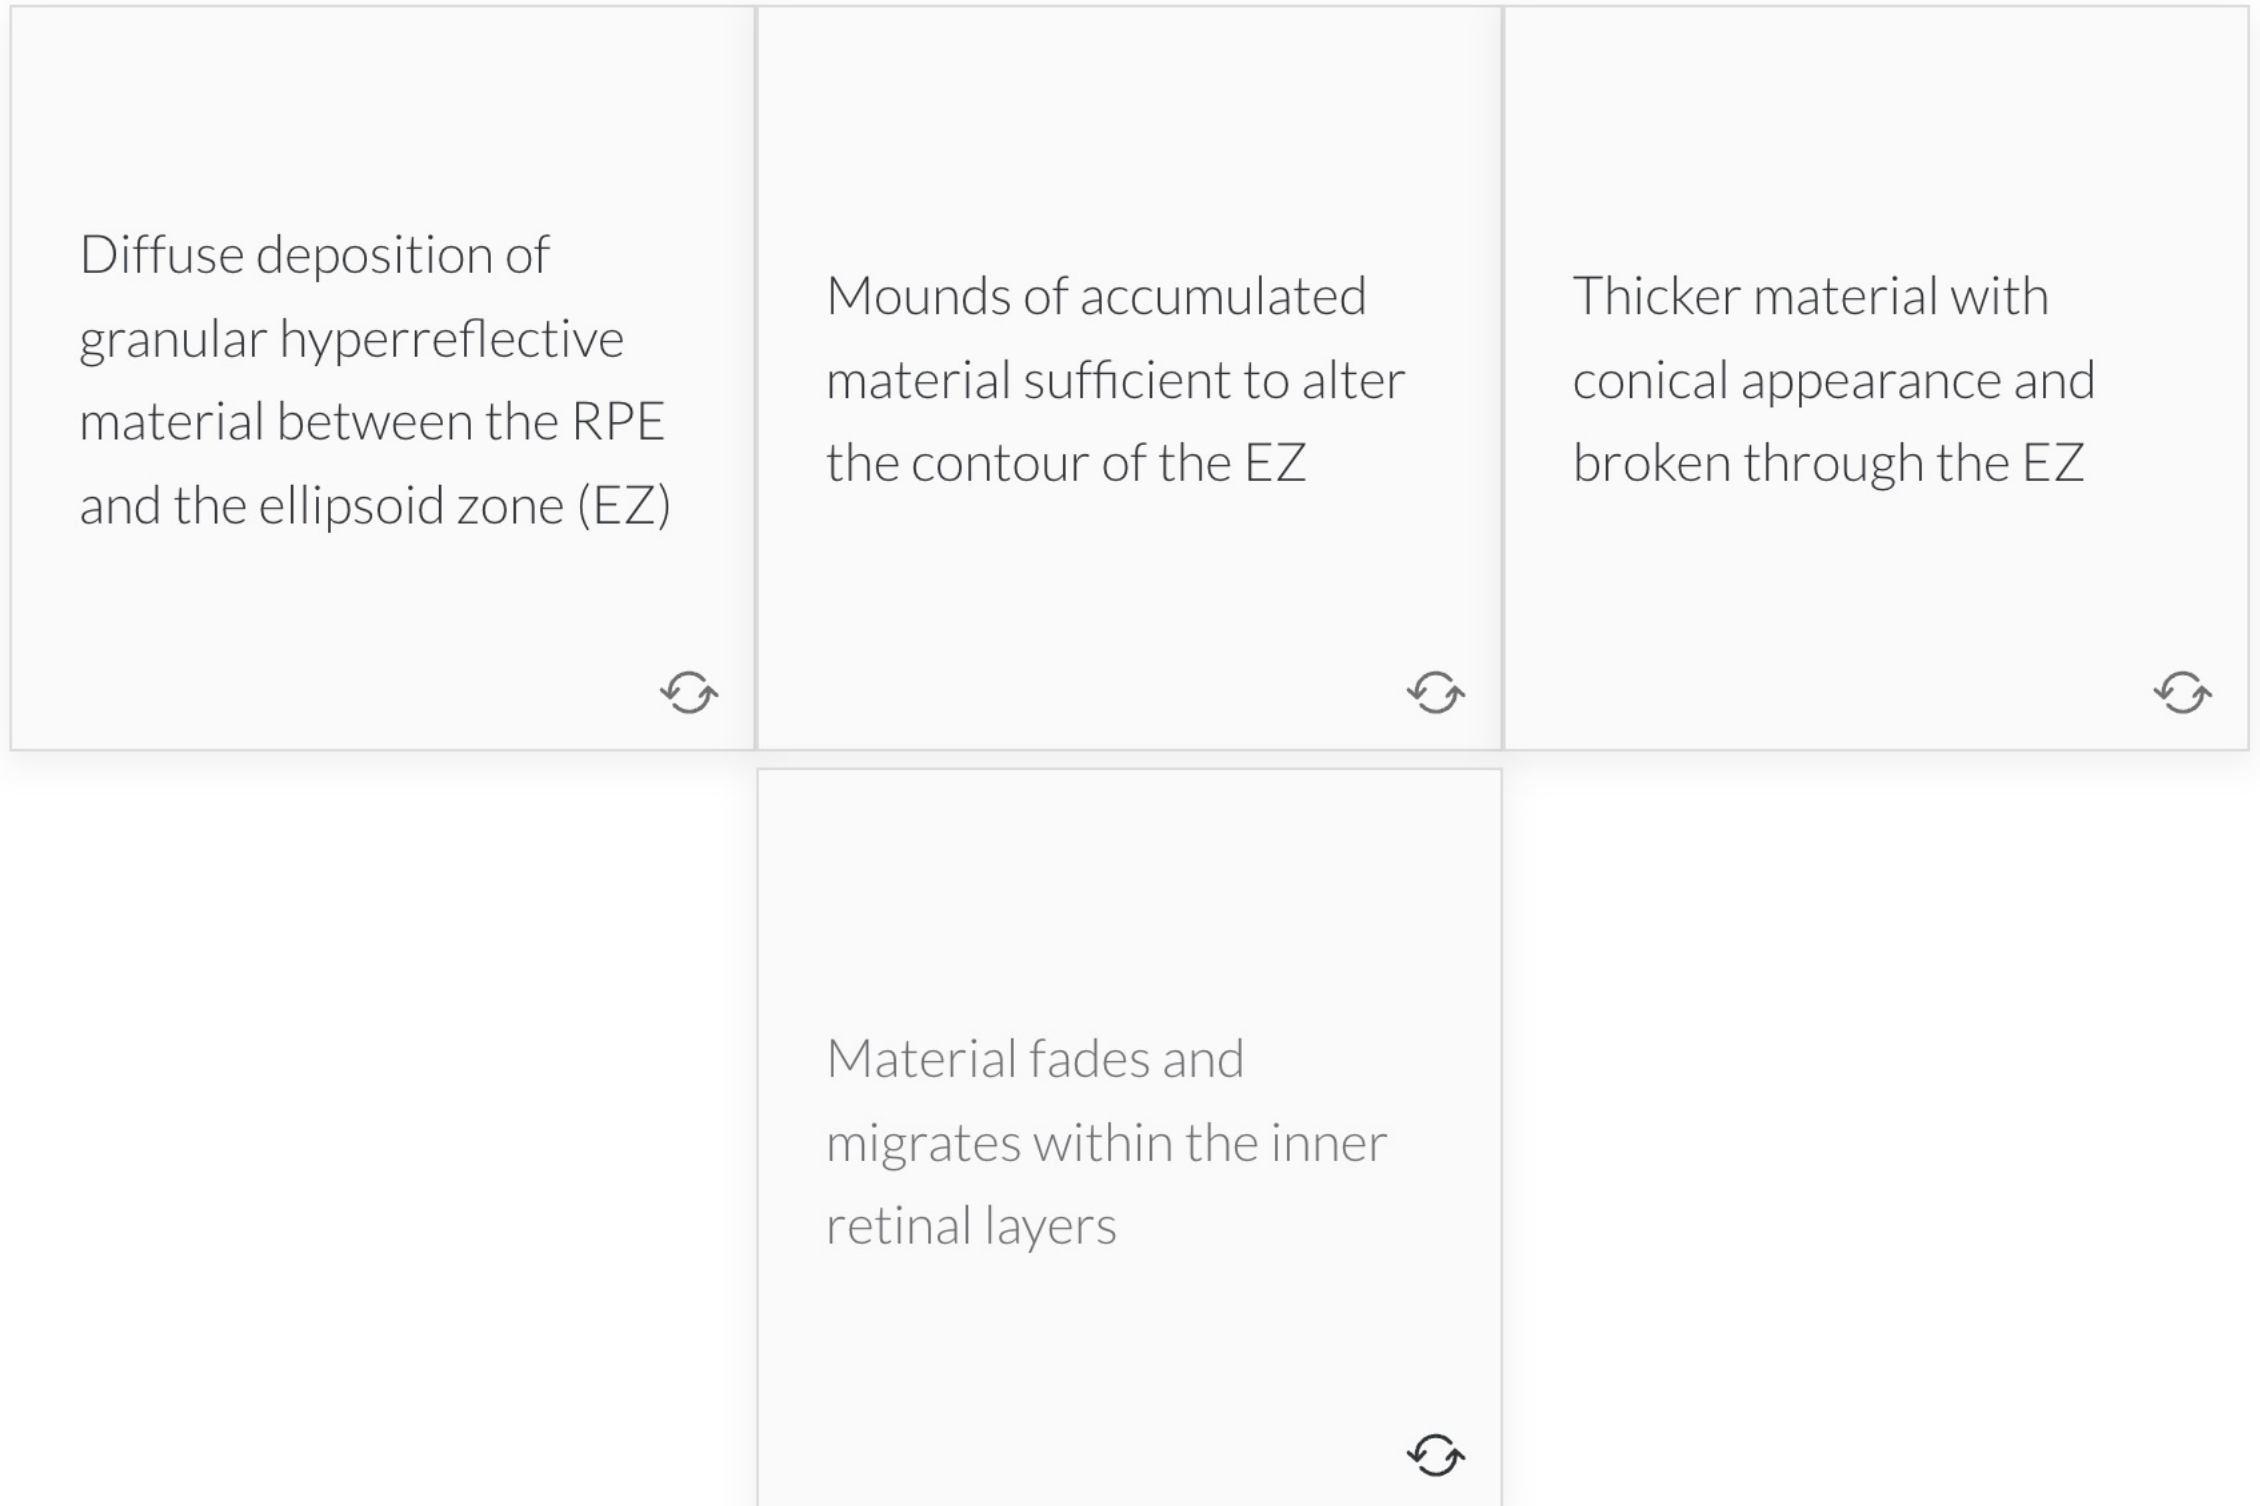 Diffuse deposition of
granular hyperreflective
material between the RPE
and the ellipsoid zone (EZ)
Mounds of accumulated
material sufficient to alter
the contour of the EZ
Thicker material with
conical appearance and
broken through the EZ
Material fades and
migrates within the inner
retinal layers